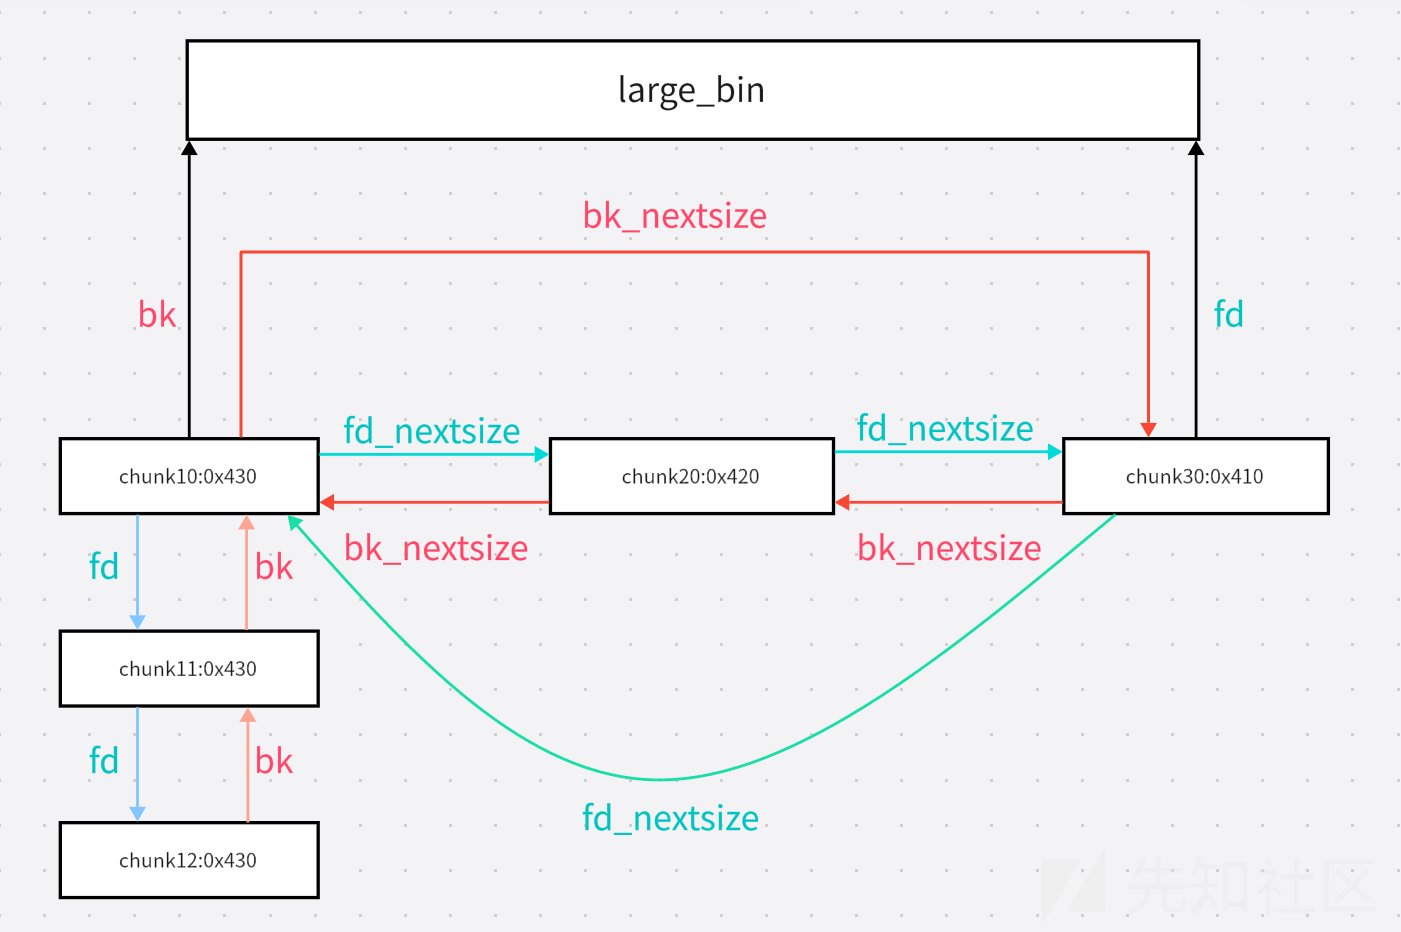 large_bin
bk_nextsize
bk
fd
fd_nextsize
fd_nextsize
chunk10:0x430
chunk20:0x420
chunk30:0x410
bk_nextsize
bk_nextsize
fd
bk
chunk11:0x430
fd
bk
fd_nextsize
chunk12:0x430
先知社区